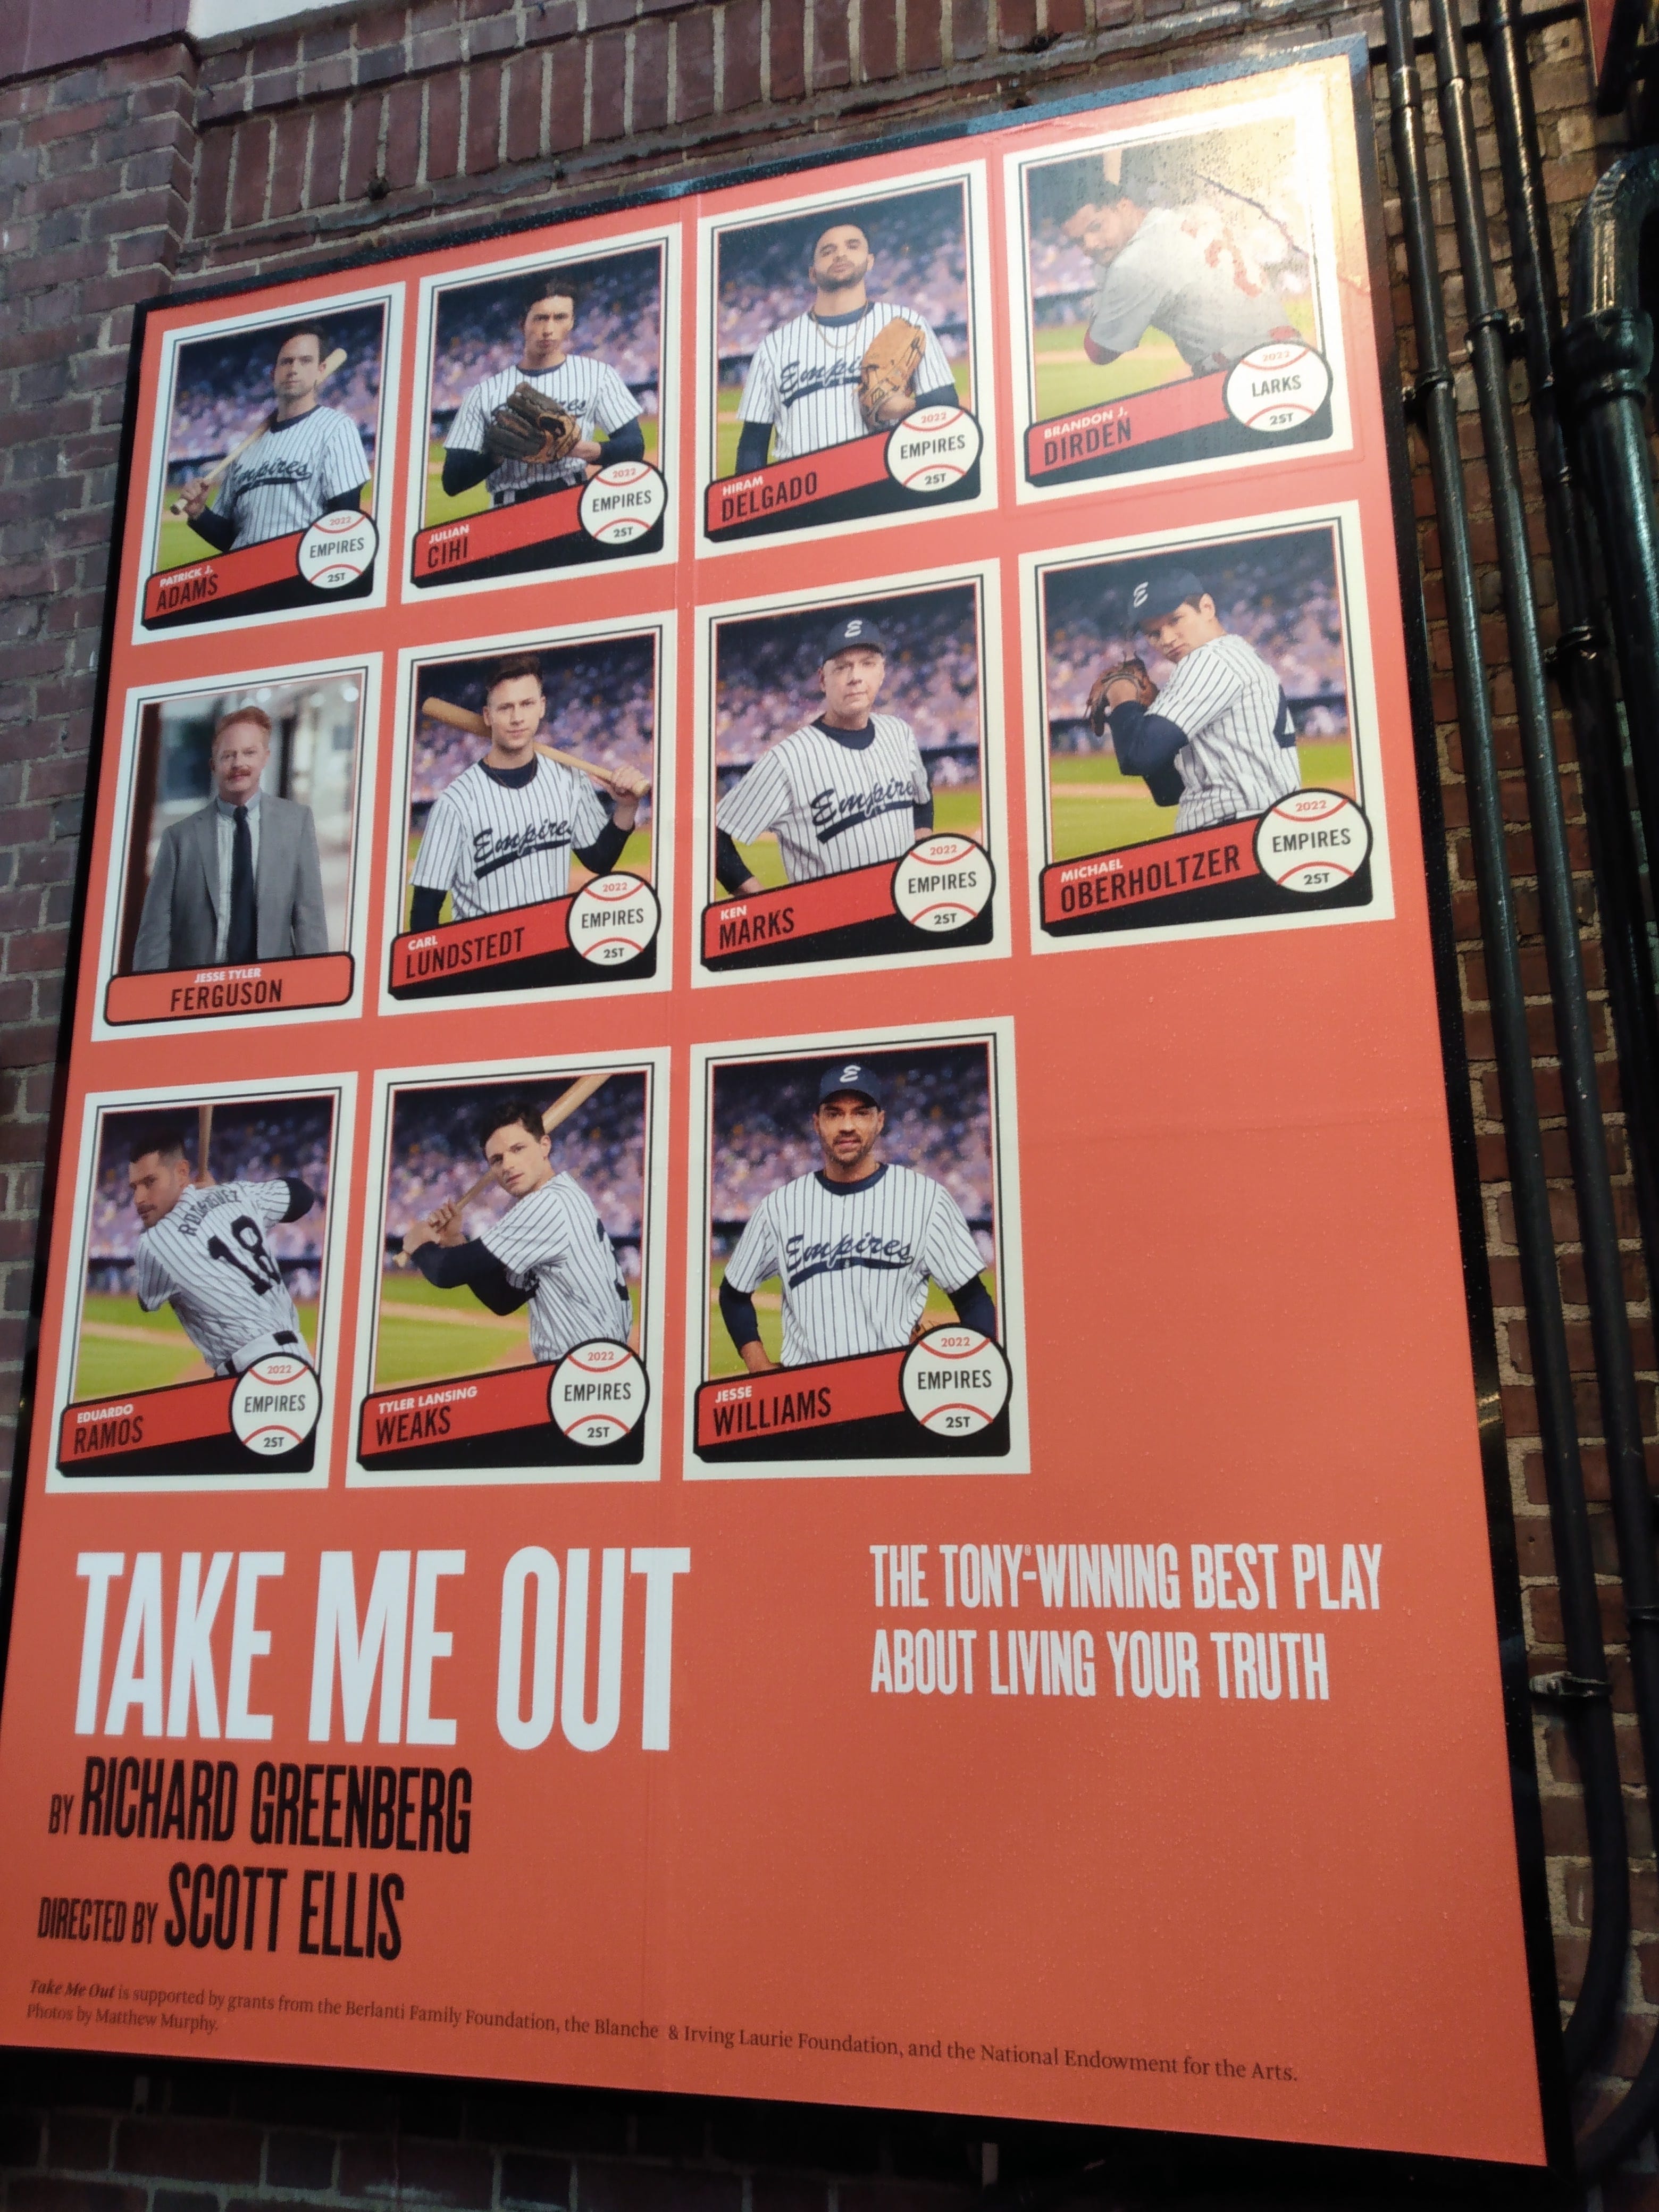 Empires
2022
EMPIRES
2ST
PATRICK J.
ADAMS
2022
EMPIRES
2ST
JULIAN
CIHI
2022
EMPIRES
2ST
HIRAM
DELGADO
2022
LARKS
2ST
BRANDON J.
DIRDEN
JESSE TYLER
FERGUSON
Empires
2022
EMPIRES
2ST
CARL
LUNDSTEDT
E
Empires
2022
EMPIRES
2ST
KEN
MARKS
E
2022
EMPIRES
2ST
MICHAEL
OBERHOLTZER
RODRIGUEZ
18
2022
EMPIRES
2ST
EDUARDO
RAMOS
2022
EMPIRES
2ST
TYLER LANSING
WEAKS
E
Empires
2022
EMPIRES
2ST
JESSE
WILLIAMS
TAKE ME OUT
THE TONY®-WINNING BEST PLAY
ABOUT LIVING YOUR TRUTH
BY RICHARD GREENBERG
DIRECTED BY SCOTT ELLIS
Take Me Out is supported by grants from the Berlanti Family Foundation, the Blanche & Irving Laurie Foundation, and the National Endowment for the Arts.
Photos by Matthew Murphy.